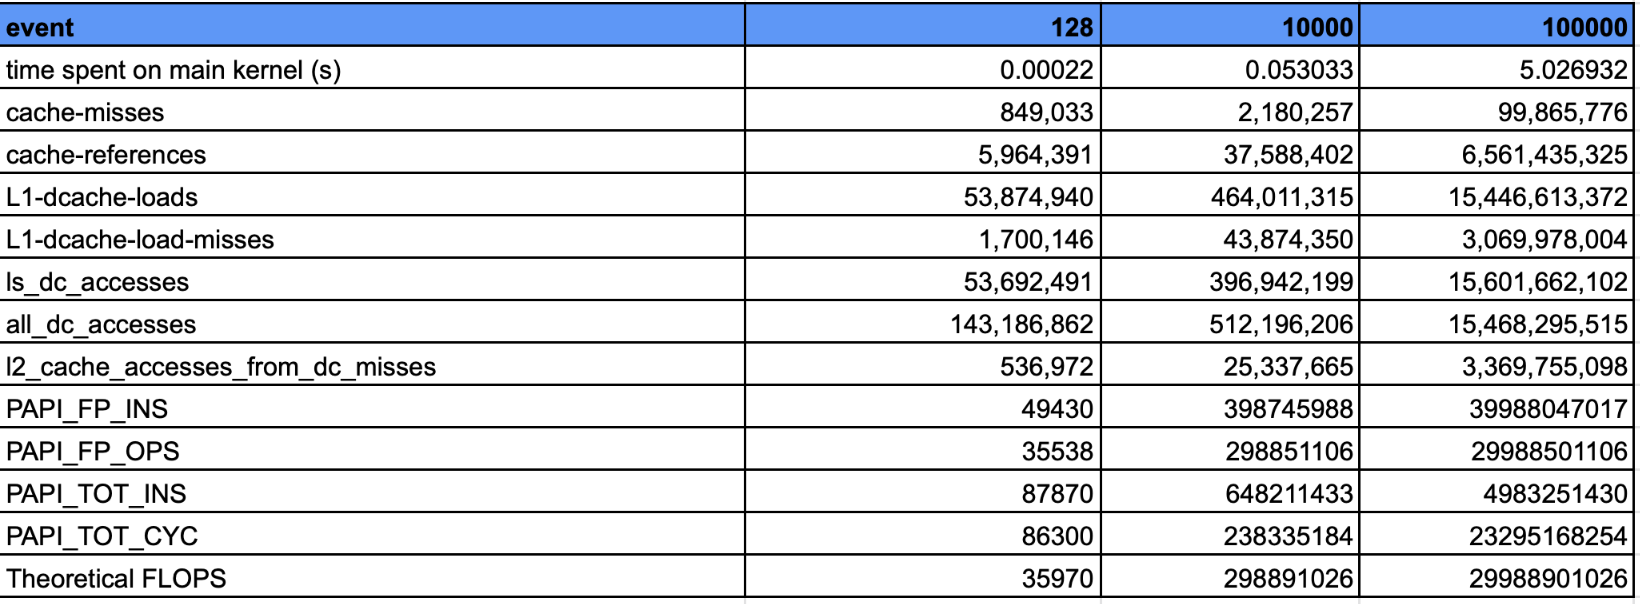 event 128 10000 100000
time spent on main kernel (s) 0.00022 0.053033 5.026932
cache-misses 849,033 2,180,257 99,865,776
cache-references 5,964,391 37,588,402 6,561,435,325
L1-dcache-loads 53,874,940 464,011,315 15,446,613,372
L1-dcache-load-misses 1,700,146 43,874,350 3,069,978,004
ls_dc_accesses 53,692,491 396,942,199 15,601,662,102
all_dc_accesses 143,186,862 512,196,206 15,468,295,515
l2_cache_accesses_from_dc_misses 536,972 25,337,665 3,369,755,098
PAPI_FP_INS 49430 398745988 39988047017
PAPI_FP_OPS 35538 298851106 29988501106
PAPI_TOT_INS 87870 648211433 4983251430
PAPI_TOT_CYC 86300 238335184 23295168254
Theoretical FLOPS 35970 298891026 29988901026